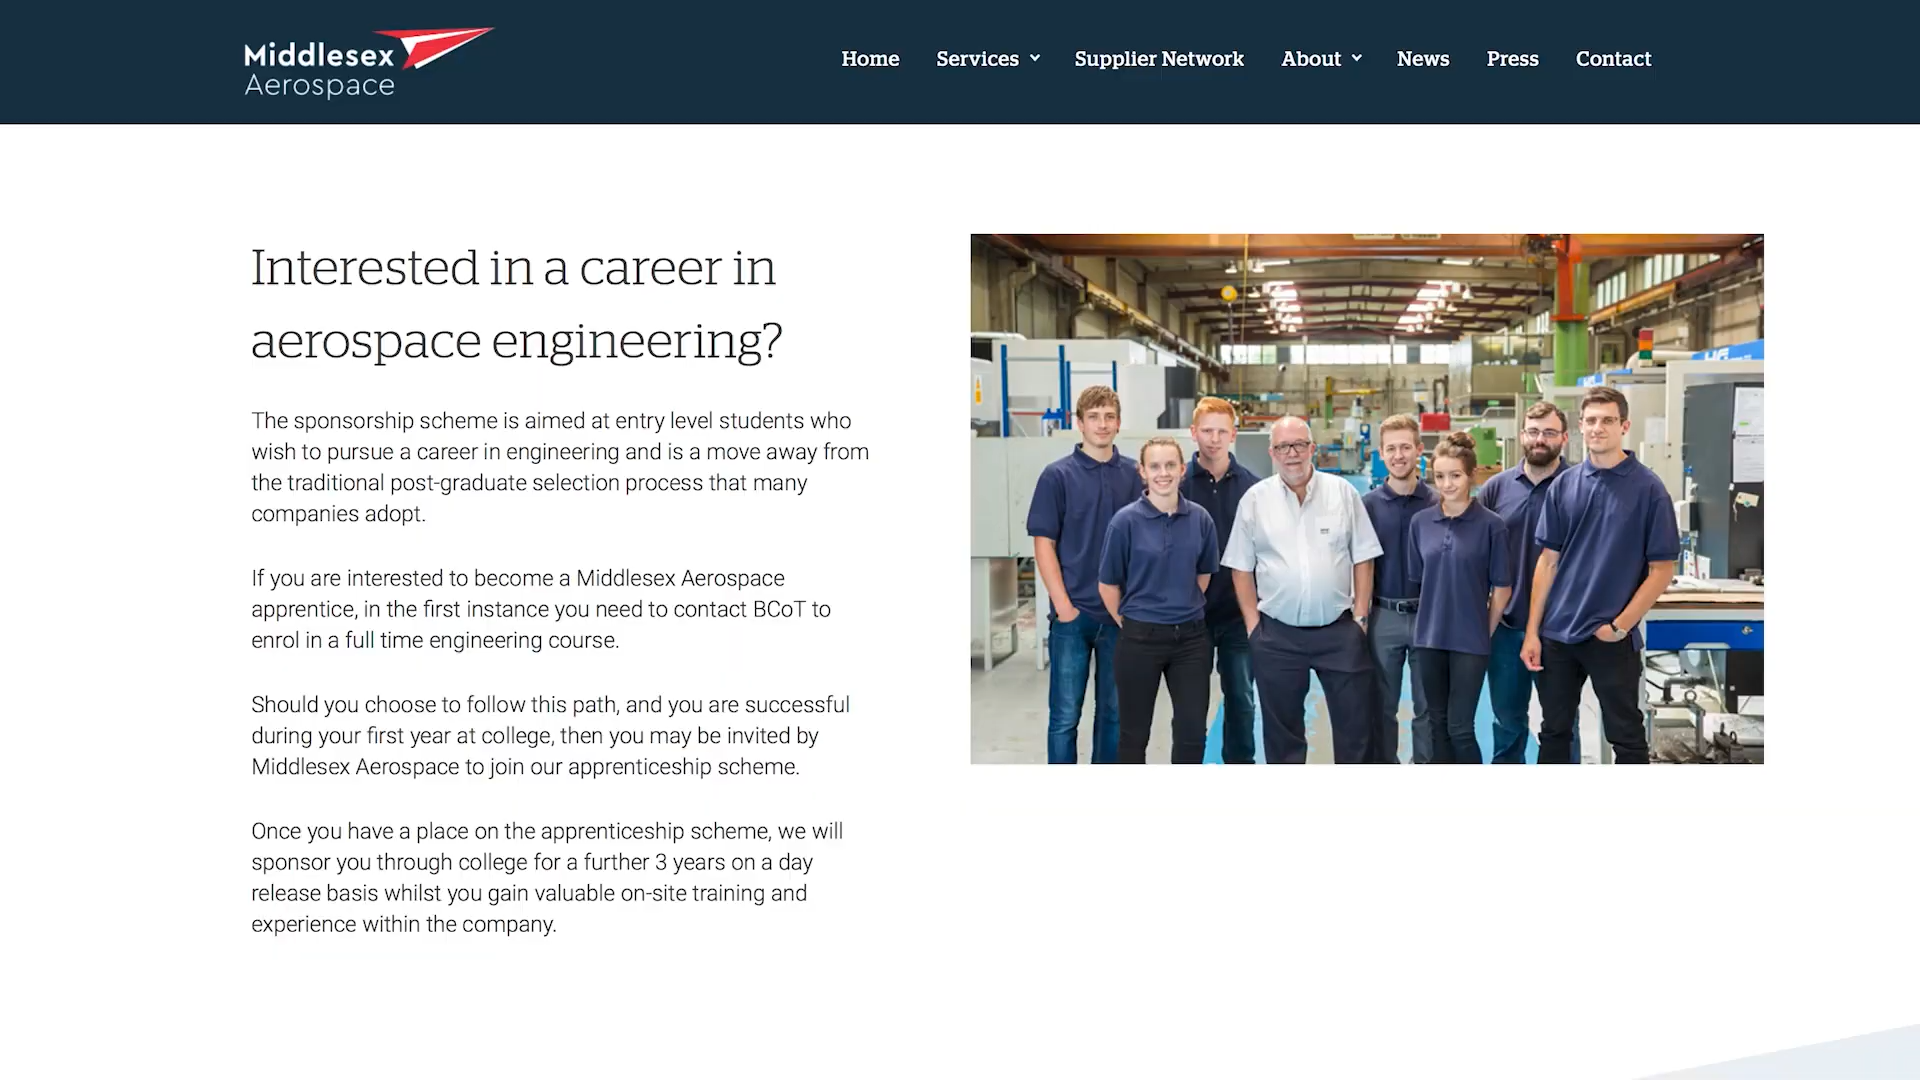 Middlesex
Aerospace
Home Services Supplier Network About News Press Contact
Interested in a career in
aerospace engineering?
The sponsorship scheme is aimed at entry level students who
wish to pursue a career in engineering and is a move away from
the traditional post-graduate selection process that many
companies adopt.
If you are interested to become a Middlesex Aerospace
apprentice, in the first instance you need to contact BCoT to
enrol in a full time engineering course.
Should you choose to follow this path, and you are successful
during your first year at college, then you may be invited by
Middlesex Aerospace to join our apprenticeship scheme.
Once you have a place on the apprenticeship scheme, we will
sponsor you through college for a further 3 years on a day
release basis whilst you gain valuable on-site training and
experience within the company.